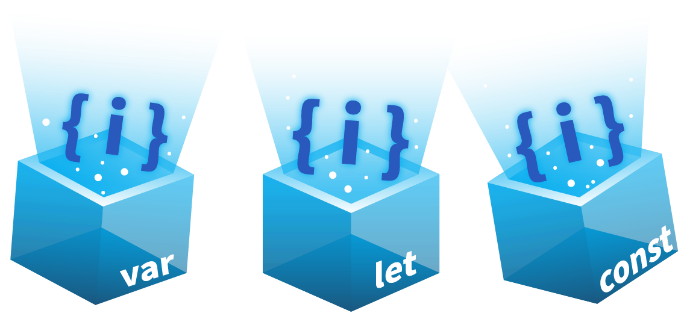 {i} {i} {i}
var let const